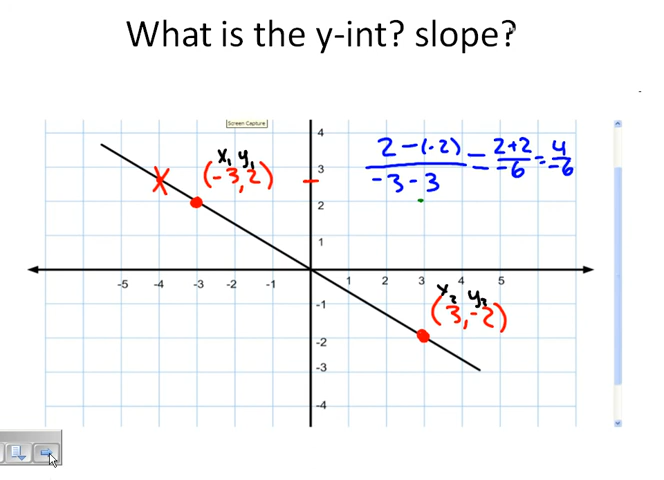 What is the y-int? slope?
Screen Capture
4
x₁ y₁
(-3,2)
2-(-2)/-3-3 = 2+2/-6 = 4/-6
3
2
1
-5 -4 -3 -2 -1 1 2 3 4 5
x₂ y₂
(3,-2)
-1
-2
-3
-4